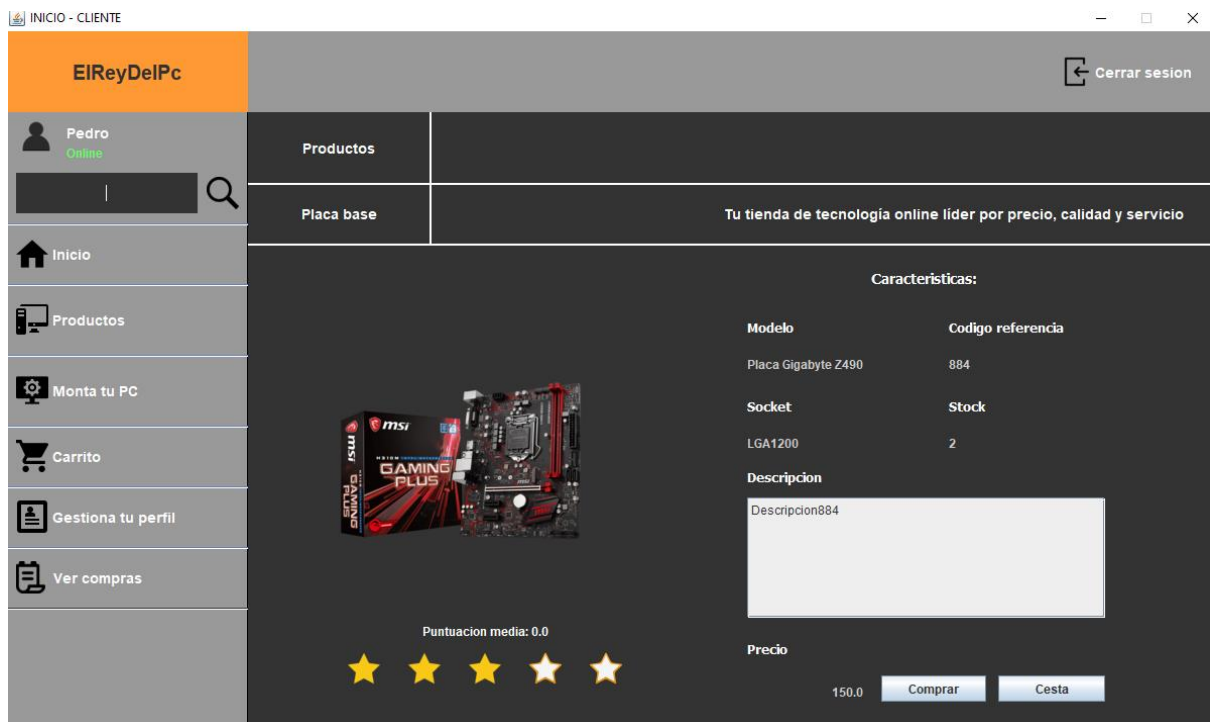 INICIO - CLIENTE
ElReyDelPc
Cerrar sesion
Pedro
Online
Productos
Placa base
Tu tienda de tecnología online líder por precio, calidad y servicio
Inicio
Productos
Monta tu PC
Carrito
Gestiona tu perfil
Ver compras
msi
GAMING
PLUS
msi
GAMING
PLUS
Puntuacion media: 0.0
Caracteristicas:
Modelo
Codigo referencia
Placa Gigabyte Z490
884
Socket
Stock
LGA1200
2
Descripcion
Descripcion884
Precio
150.0
Comprar
Cesta